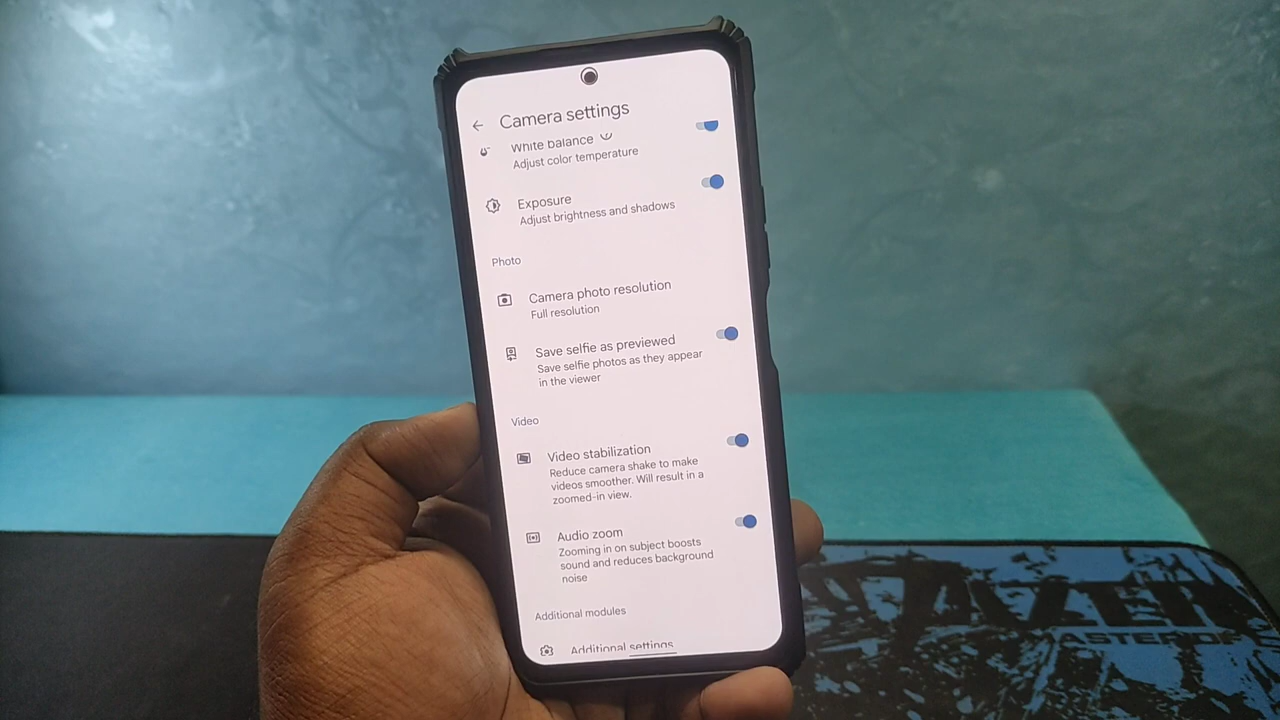 Camera settings
White balance
Adjust color temperature
Exposure
Adjust brightness and shadows
Photo
Camera photo resolution
Full resolution
Save selfie as previewed
Save selfie photos as they appear
in the viewer
Video
Video stabilization
Reduce camera shake to make
videos smoother. Will result in a
zoomed-in view.
Audio zoom
Zooming in on subject boosts
sound and reduces background
noise
Additional modules
Additional settings